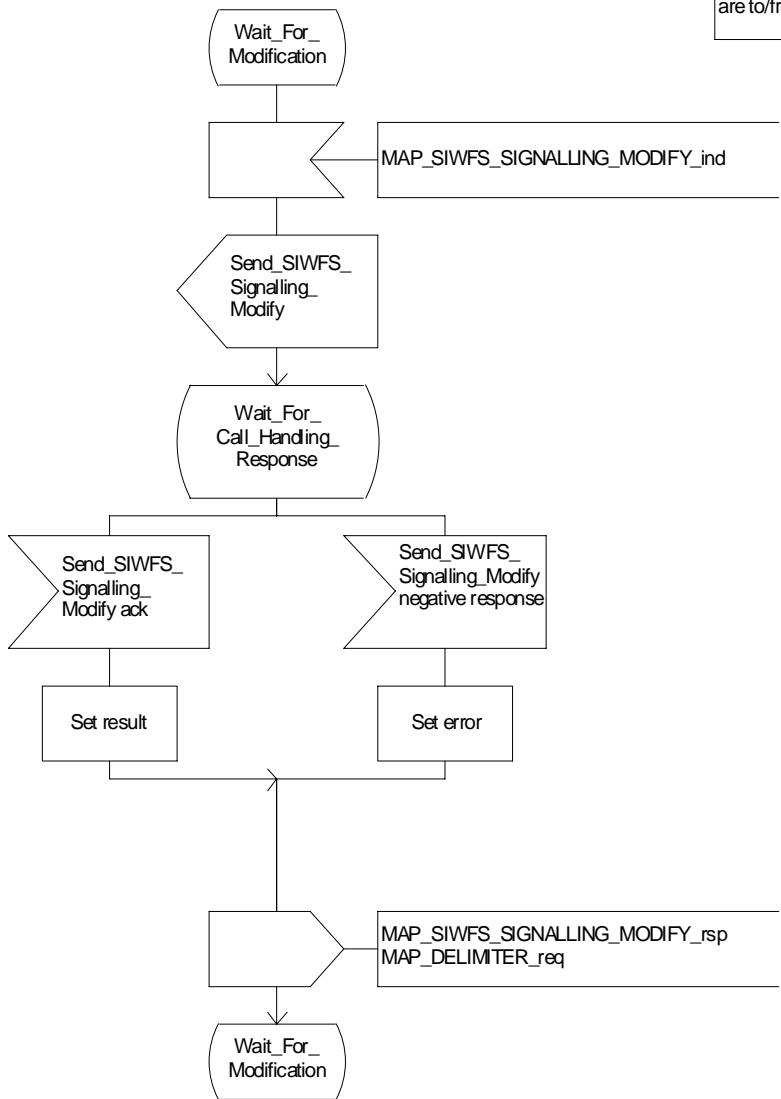 are to/fr
Wait_For_
Modification
MAP_SIWFS_SIGNALLING_MODIFY_ind
Send_SIWFS_
Signalling_
Modify
Wait_For_
Call_Handling_
Response
Send_SIWFS_
Signalling_
Modify ack
Send_SIWFS_
Signalling_Modify
negative response
Set result
Set error
MAP_SIWFS_SIGNALLING_MODIFY_rsp
MAP_DELIMITER_req
Wait_For_
Modification